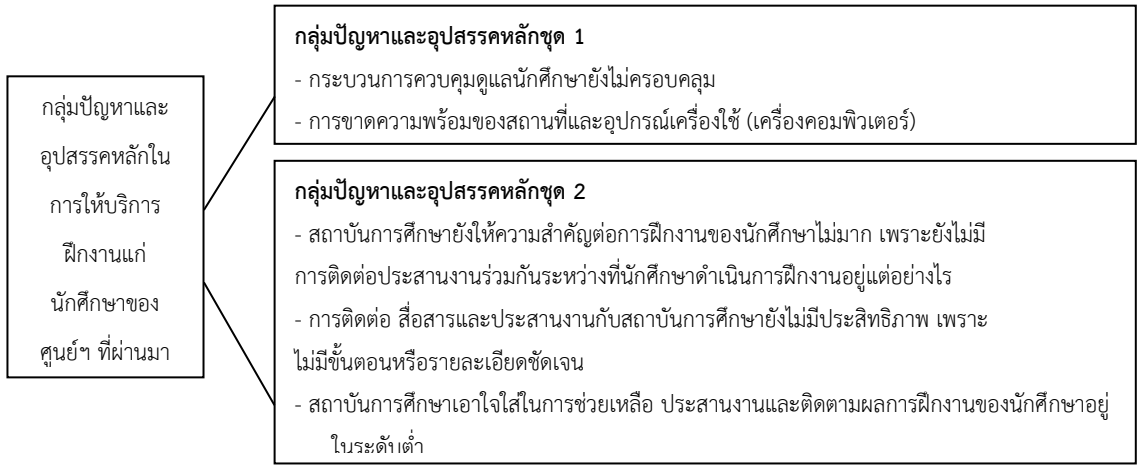 กลุ่มปัญหาและ
อุปสรรคหลักใน
การให้บริการ
ฝึกงานแก่
นักศึกษาของ
ศูนย์ฯ ที่ผ่านมา
กลุ่มปัญหาและอุปสรรคหลักชุด 1
- กระบวนการควบคุมดูแลนักศึกษายังไม่ครอบคลุม
- การขาดความพร้อมของสถานที่และอุปกรณ์เครื่องใช้ (เครื่องคอมพิวเตอร์)
กลุ่มปัญหาและอุปสรรคหลักชุด 2
- สถาบันการศึกษายังให้ความสำคัญต่อการฝึกงานของนักศึกษาไม่มาก เพราะยังไม่มี
การติดต่อประสานงานร่วมกันระหว่างที่นักศึกษาดำเนินการฝึกงานอยู่แต่อย่างไร
- การติดต่อ สื่อสารและประสานงานกับสถาบันการศึกษายังไม่มีประสิทธิภาพ เพราะ
ไม่มีขั้นตอนหรือรายละเอียดชัดเจน
- สถาบันการศึกษาเอาใจใส่ในการช่วยเหลือ ประสานงานและติดตามผลการฝึกงานของนักศึกษาอยู่
ในระดับต่ำ